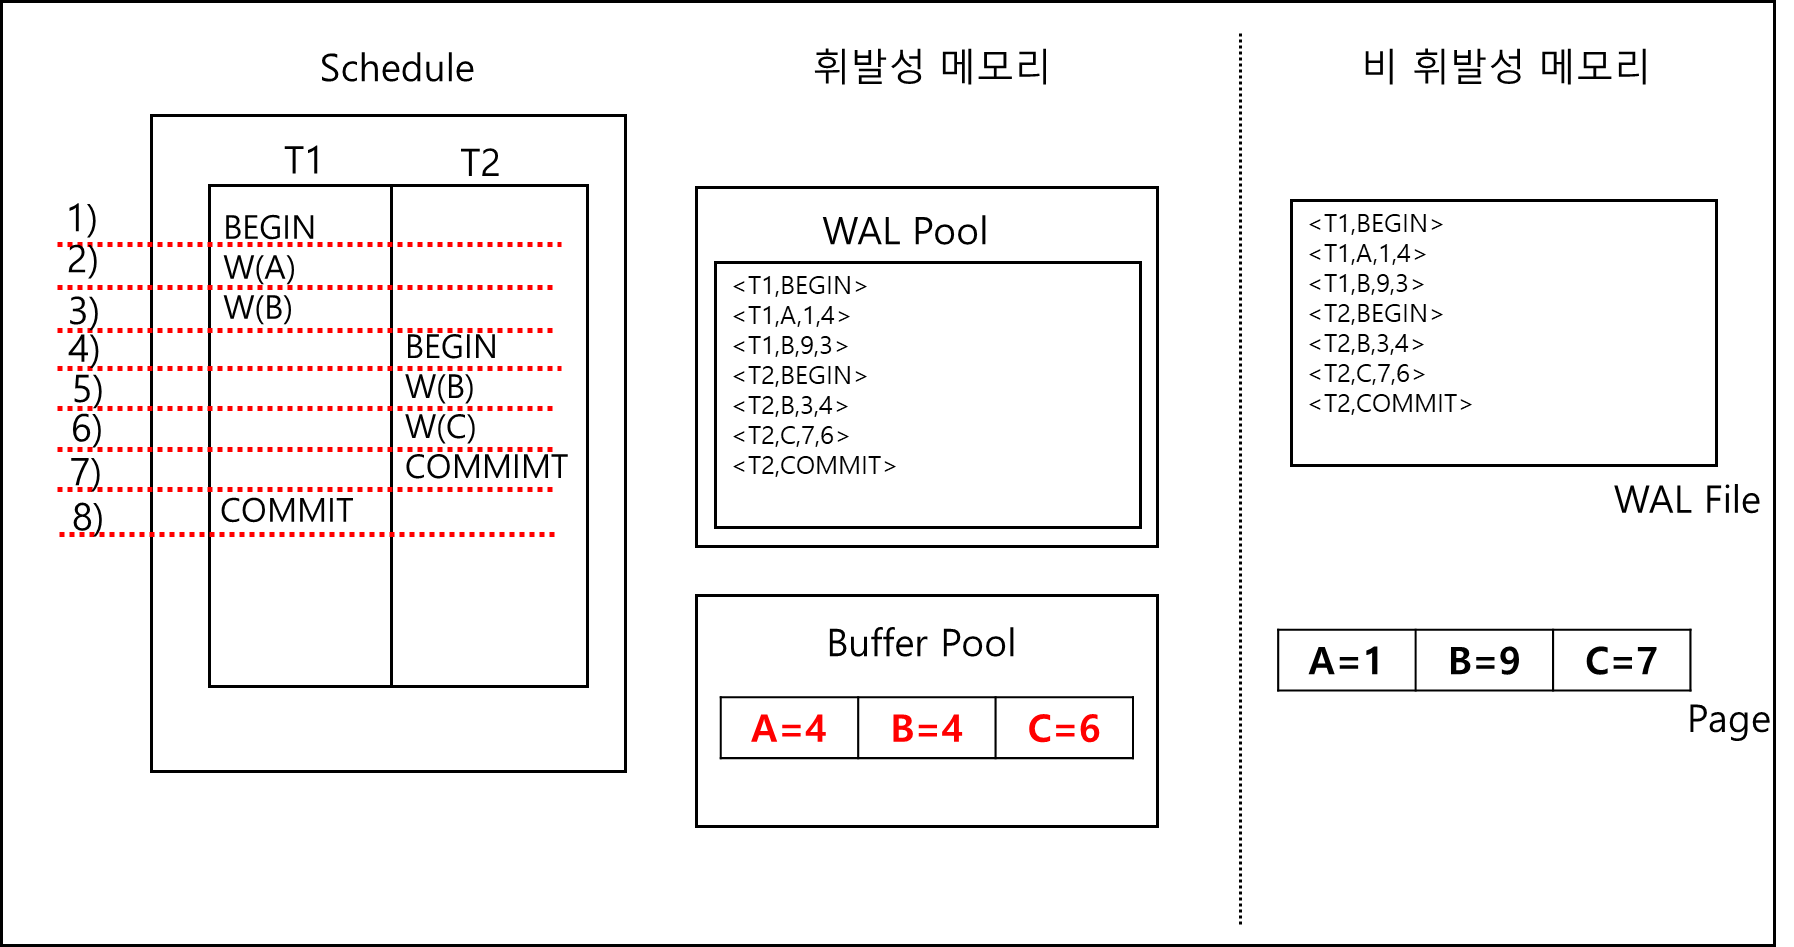 Schedule
휘발성 메모리
비 휘발성 메모리
T1 T2
1) BEGIN
2) W(A)
3) W(B)
4) BEGIN
5) W(B)
6) W(C)
7) COMMIMT
8) COMMIT
WAL Pool
<T1,BEGIN>
<T1,A,1,4>
<T1,B,9,3>
<T2,BEGIN>
<T2,B,3,4>
<T2,C,7,6>
<T2,COMMIT>
Buffer Pool
A=4 B=4 C=6
<T1,BEGIN>
<T1,A,1,4>
<T1,B,9,3>
<T2,BEGIN>
<T2,B,3,4>
<T2,C,7,6>
<T2,COMMIT>
WAL File
A=1 B=9 C=7
Page